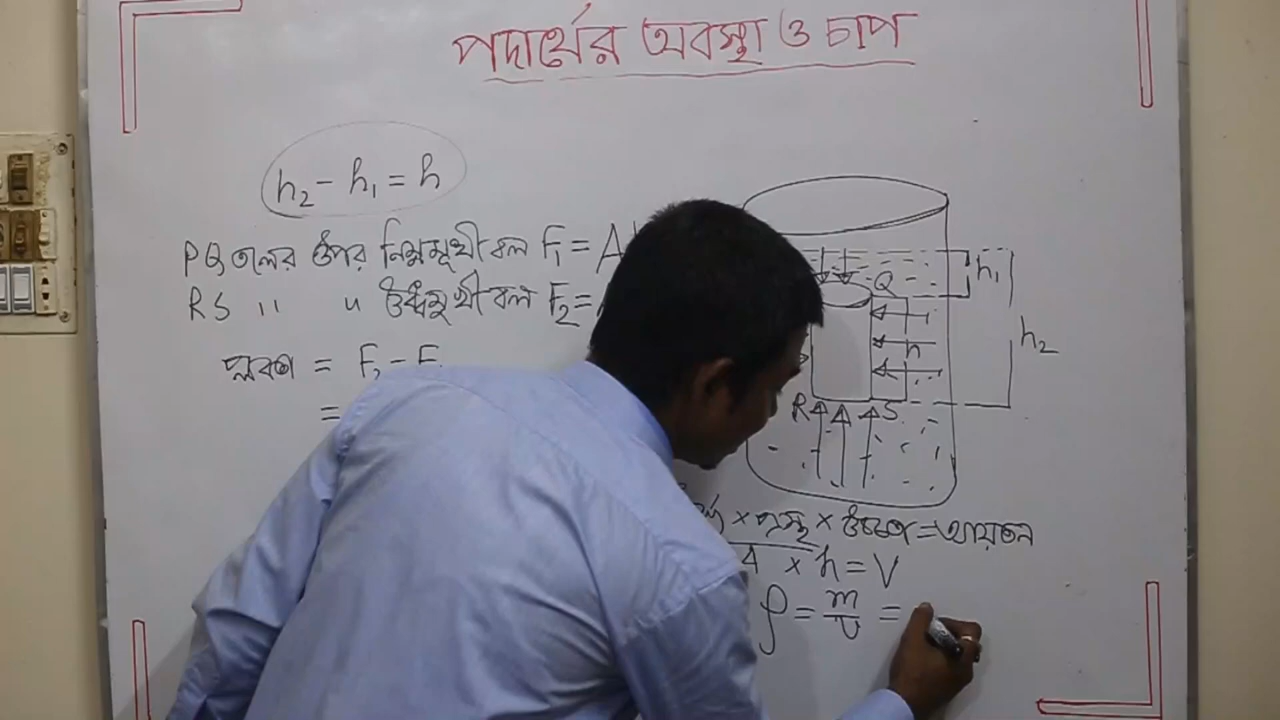 পদার্থের অবস্থা ও চাপ
h₂ - h₁ = h
PQ তলের উপর নিম্নমুখী বল F₁ = A
RS " " উর্ধ্বমুখী বল F₂ =
প্লবতা = F₂ - F
=
Q
h₁
h₂
h
R S
× প্রস্থ × উচ্চতা = আয়তন
A × h = V
ρ = m/v =